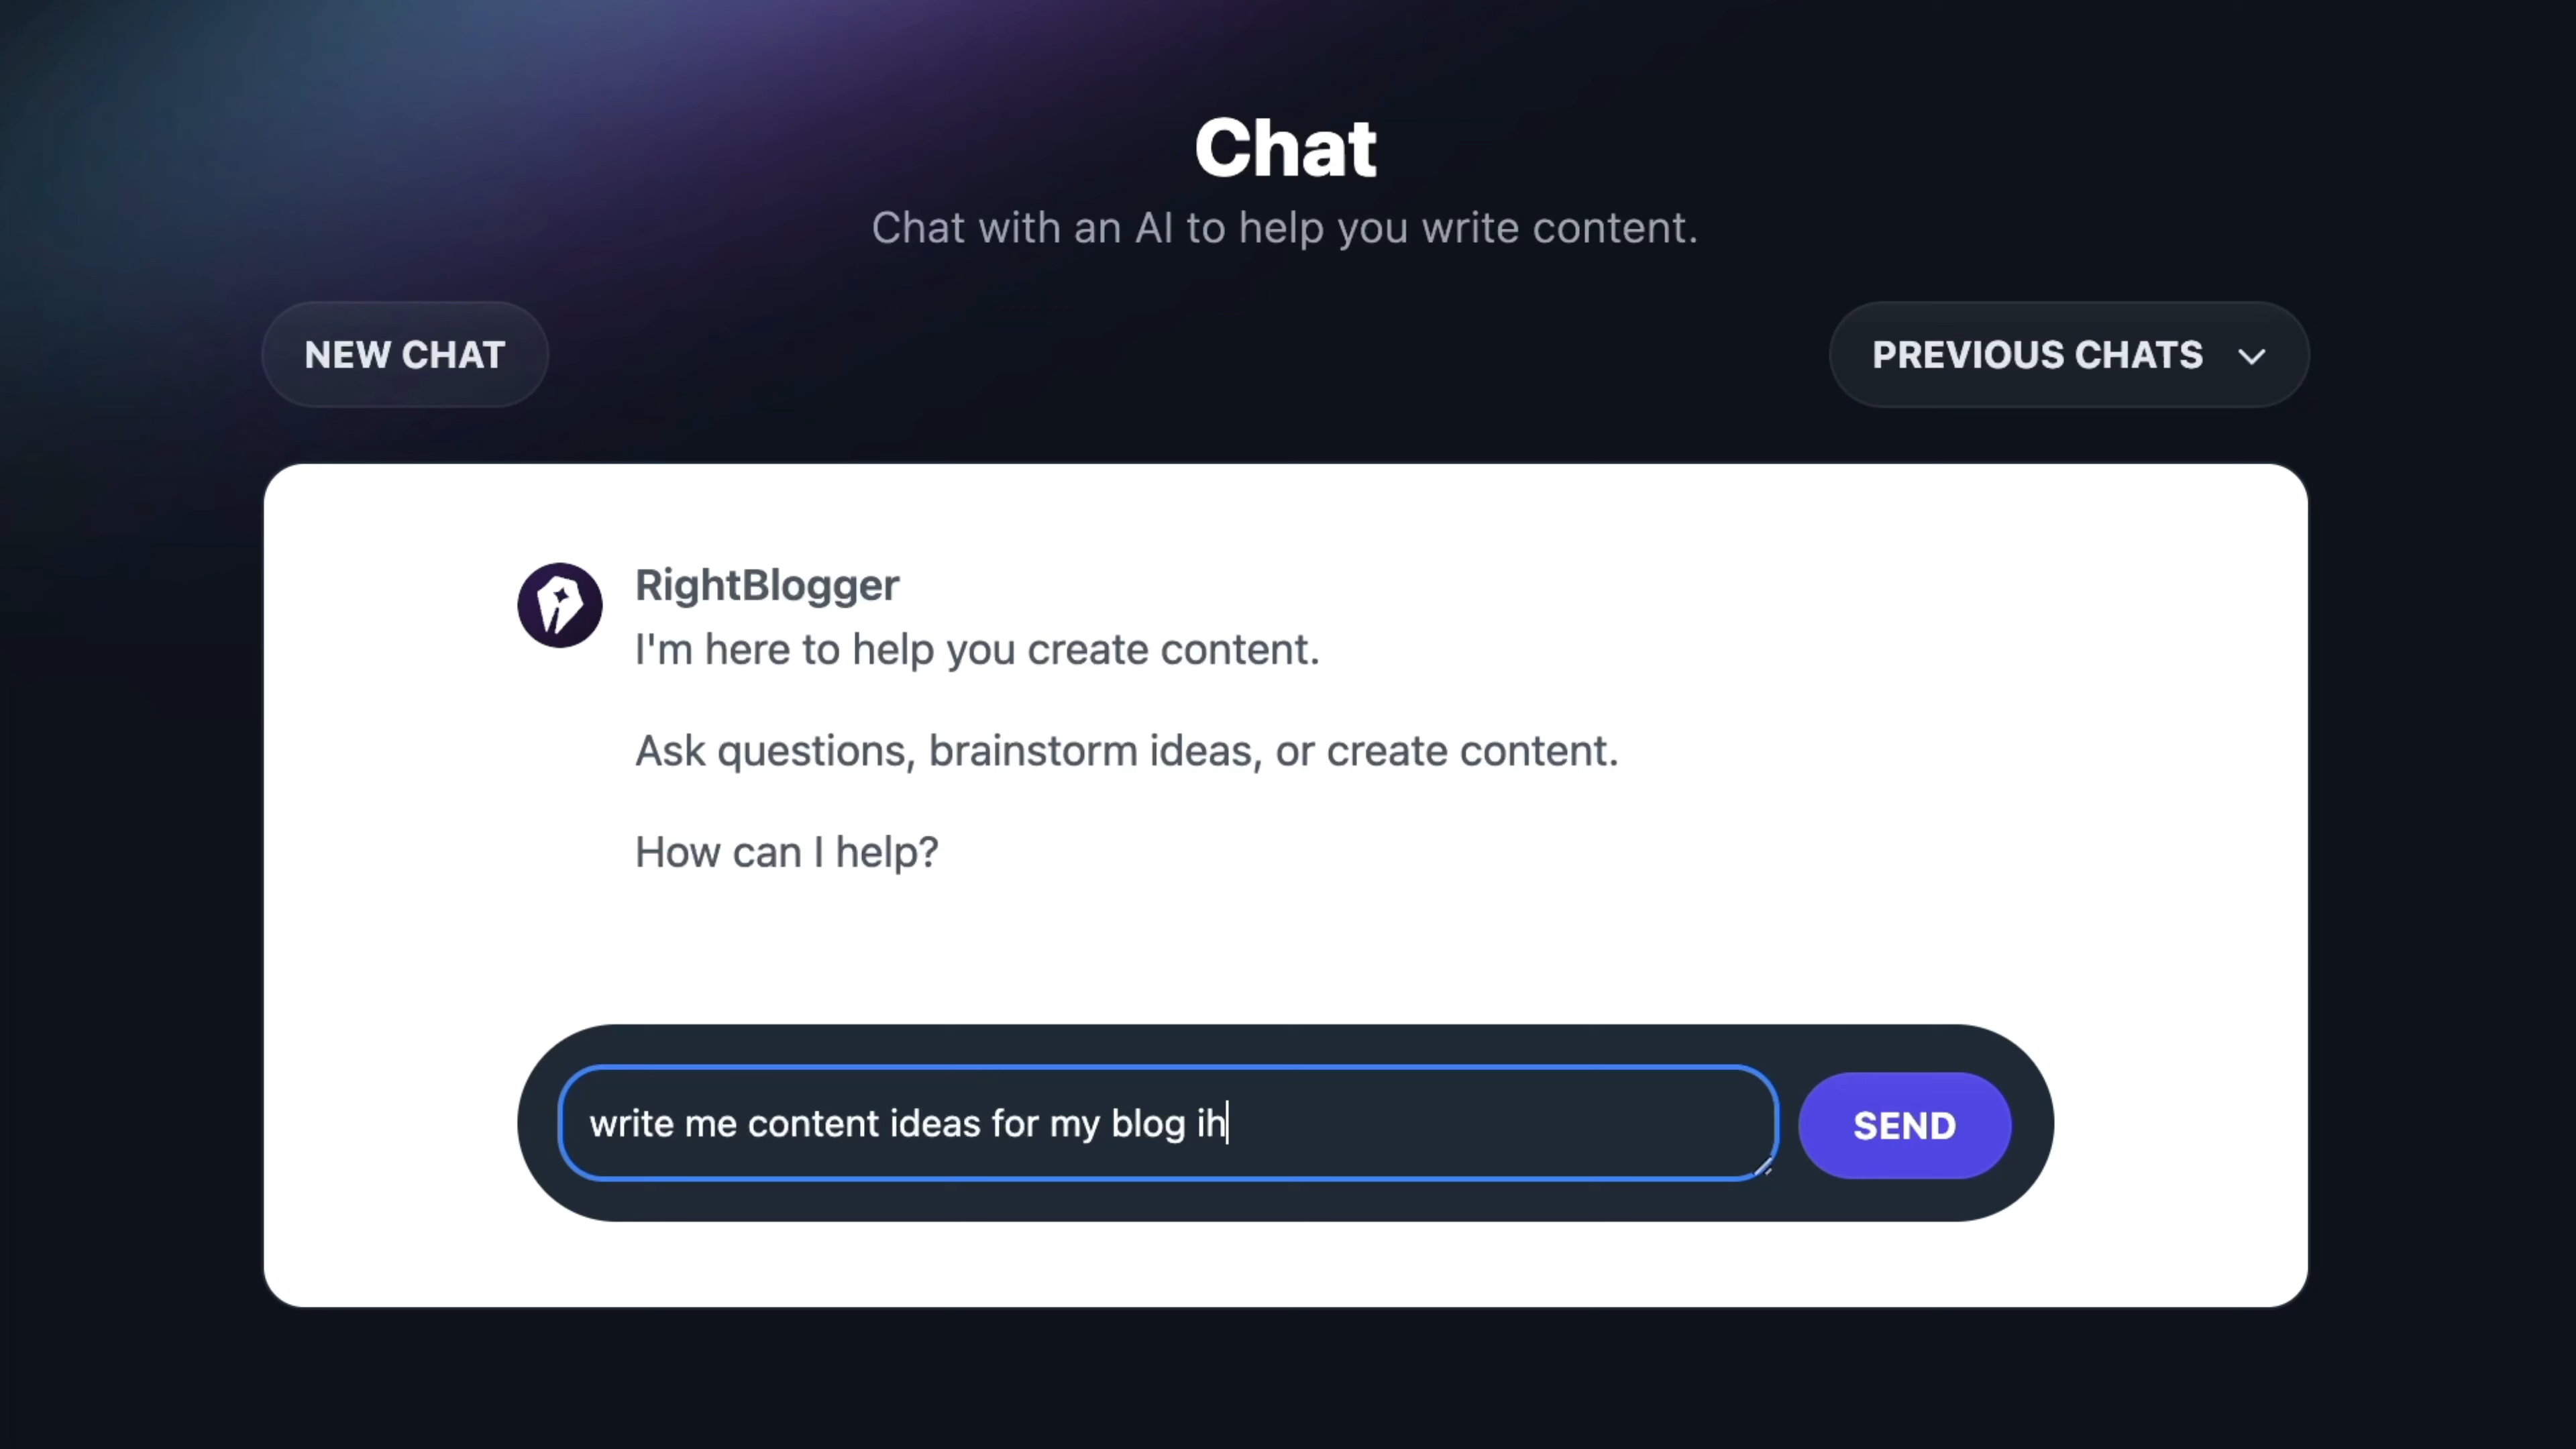 Chat
Chat with an AI to help you write content.
NEW CHAT
PREVIOUS CHATS
RightBlogger
I'm here to help you create content.
Ask questions, brainstorm ideas, or create content.
How can I help?
write me content ideas for my blog ih
SEND